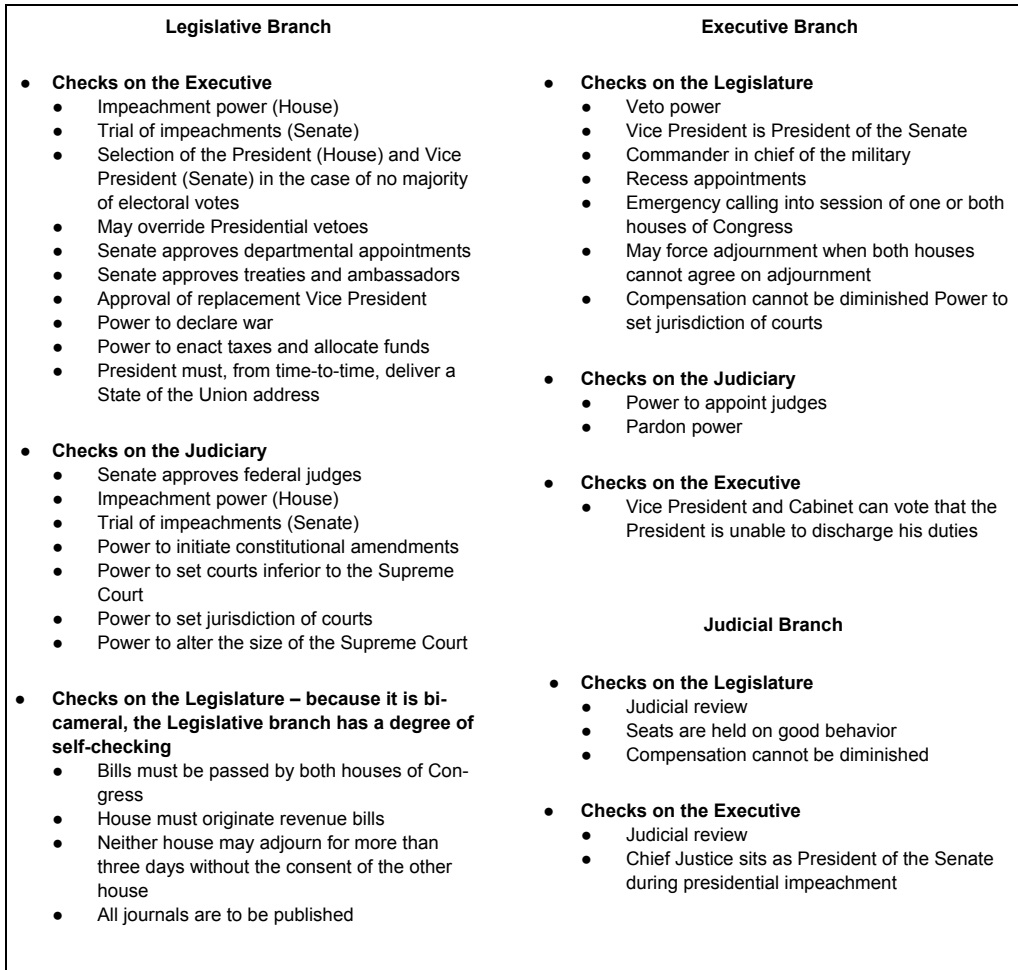 Legislative Branch
● Checks on the Executive
● Impeachment power (House)
● Trial of impeachments (Senate)
● Selection of the President (House) and Vice
President (Senate) in the case of no majority
of electoral votes
● May override Presidential vetoes
● Senate approves departmental appointments
● Senate approves treaties and ambassadors
● Approval of replacement Vice President
● Power to declare war
● Power to enact taxes and allocate funds
● President must, from time-to-time, deliver a
State of the Union address
● Checks on the Judiciary
● Senate approves federal judges
● Impeachment power (House)
● Trial of impeachments (Senate)
● Power to initiate constitutional amendments
● Power to set courts inferior to the Supreme
Court
● Power to set jurisdiction of courts
● Power to alter the size of the Supreme Court
● Checks on the Legislature – because it is bi-
cameral, the Legislative branch has a degree of
self-checking
● Bills must be passed by both houses of Con-
gress
● House must originate revenue bills
● Neither house may adjourn for more than
three days without the consent of the other
house
● All journals are to be published
Executive Branch
● Checks on the Legislature
● Veto power
● Vice President is President of the Senate
● Commander in chief of the military
● Recess appointments
● Emergency calling into session of one or both
houses of Congress
● May force adjournment when both houses
cannot agree on adjournment
● Compensation cannot be diminished Power to
set jurisdiction of courts
● Checks on the Judiciary
● Power to appoint judges
● Pardon power
● Checks on the Executive
● Vice President and Cabinet can vote that the
President is unable to discharge his duties
Judicial Branch
● Checks on the Legislature
● Judicial review
● Seats are held on good behavior
● Compensation cannot be diminished
● Checks on the Executive
● Judicial review
● Chief Justice sits as President of the Senate
during presidential impeachment